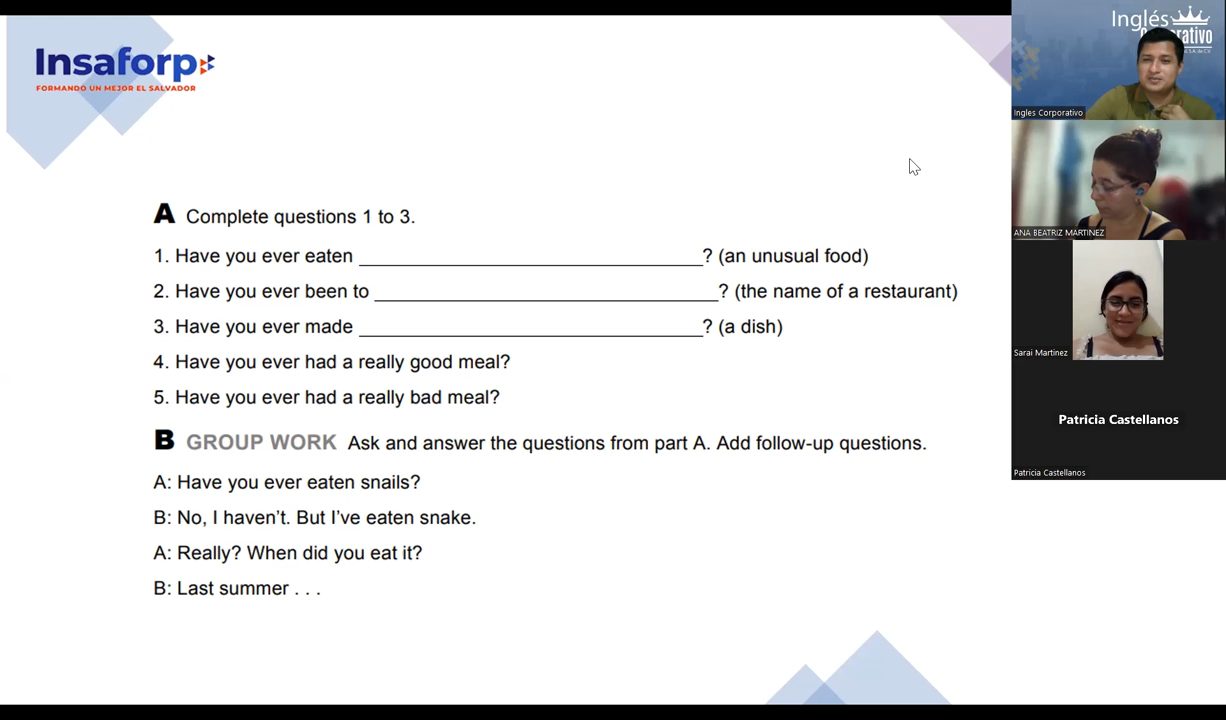 Insaforp
FORMANDO UN MEJOR EL SALVADOR
A Complete questions 1 to 3.
1. Have you ever eaten ______________________________? (an unusual food)
2. Have you ever been to ______________________________? (the name of a restaurant)
3. Have you ever made ______________________________? (a dish)
4. Have you ever had a really good meal?
5. Have you ever had a really bad meal?
B GROUP WORK Ask and answer the questions from part A. Add follow-up questions.
A: Have you ever eaten snails?
B: No, I haven't. But I've eaten snake.
A: Really? When did you eat it?
B: Last summer . . .
Inglés
Ingles Corporativo
ANA BEATRIZ MARTINEZ
Sarai Martinez
Patricia Castellanos
Patricia Castellanos